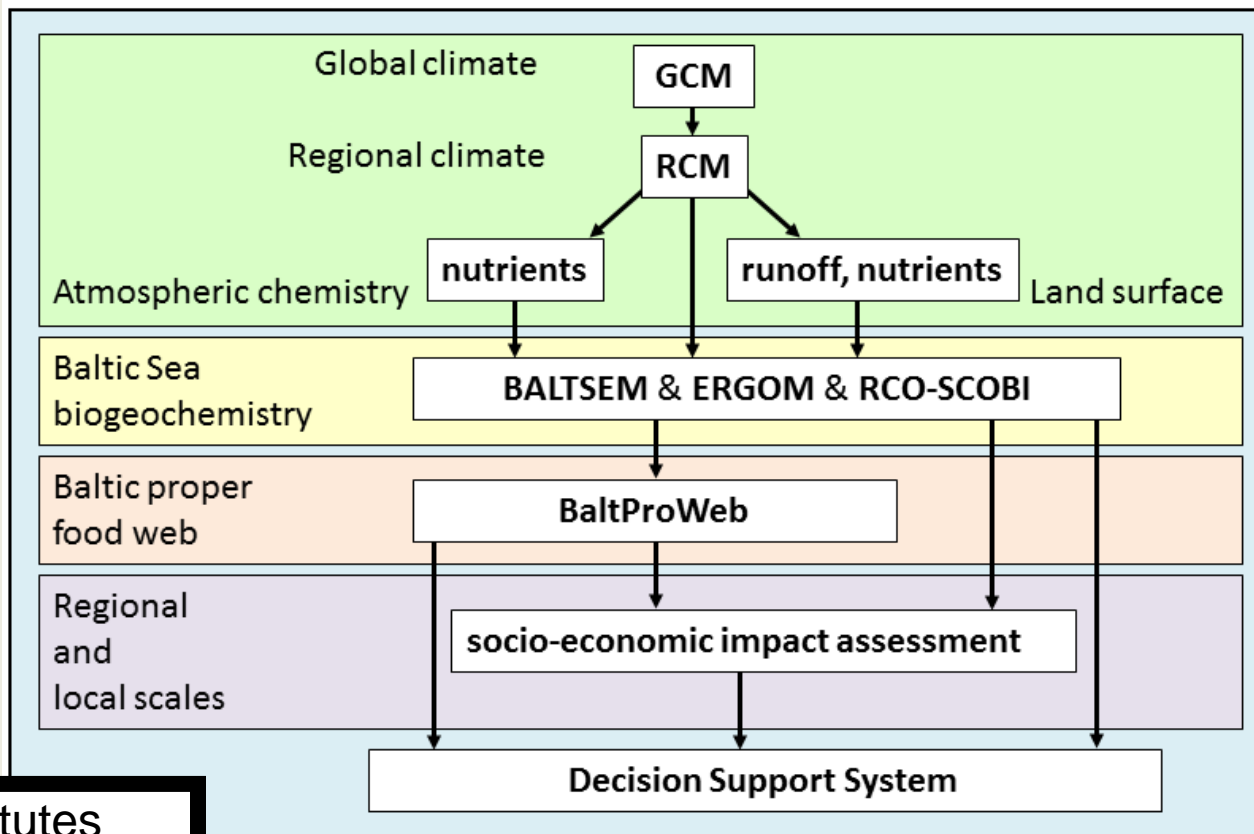 Global climate
GCM
Regional climate
RCM
nutrients
runoff, nutrients
Atmospheric chemistry
Land surface
Baltic Sea
biogeochemistry
BALTSEM & ERGOM & RCO-SCOBI
Baltic proper
food web
BaltProWeb
Regional
and
local scales
socio-economic impact assessment
Decision Support System
tutes